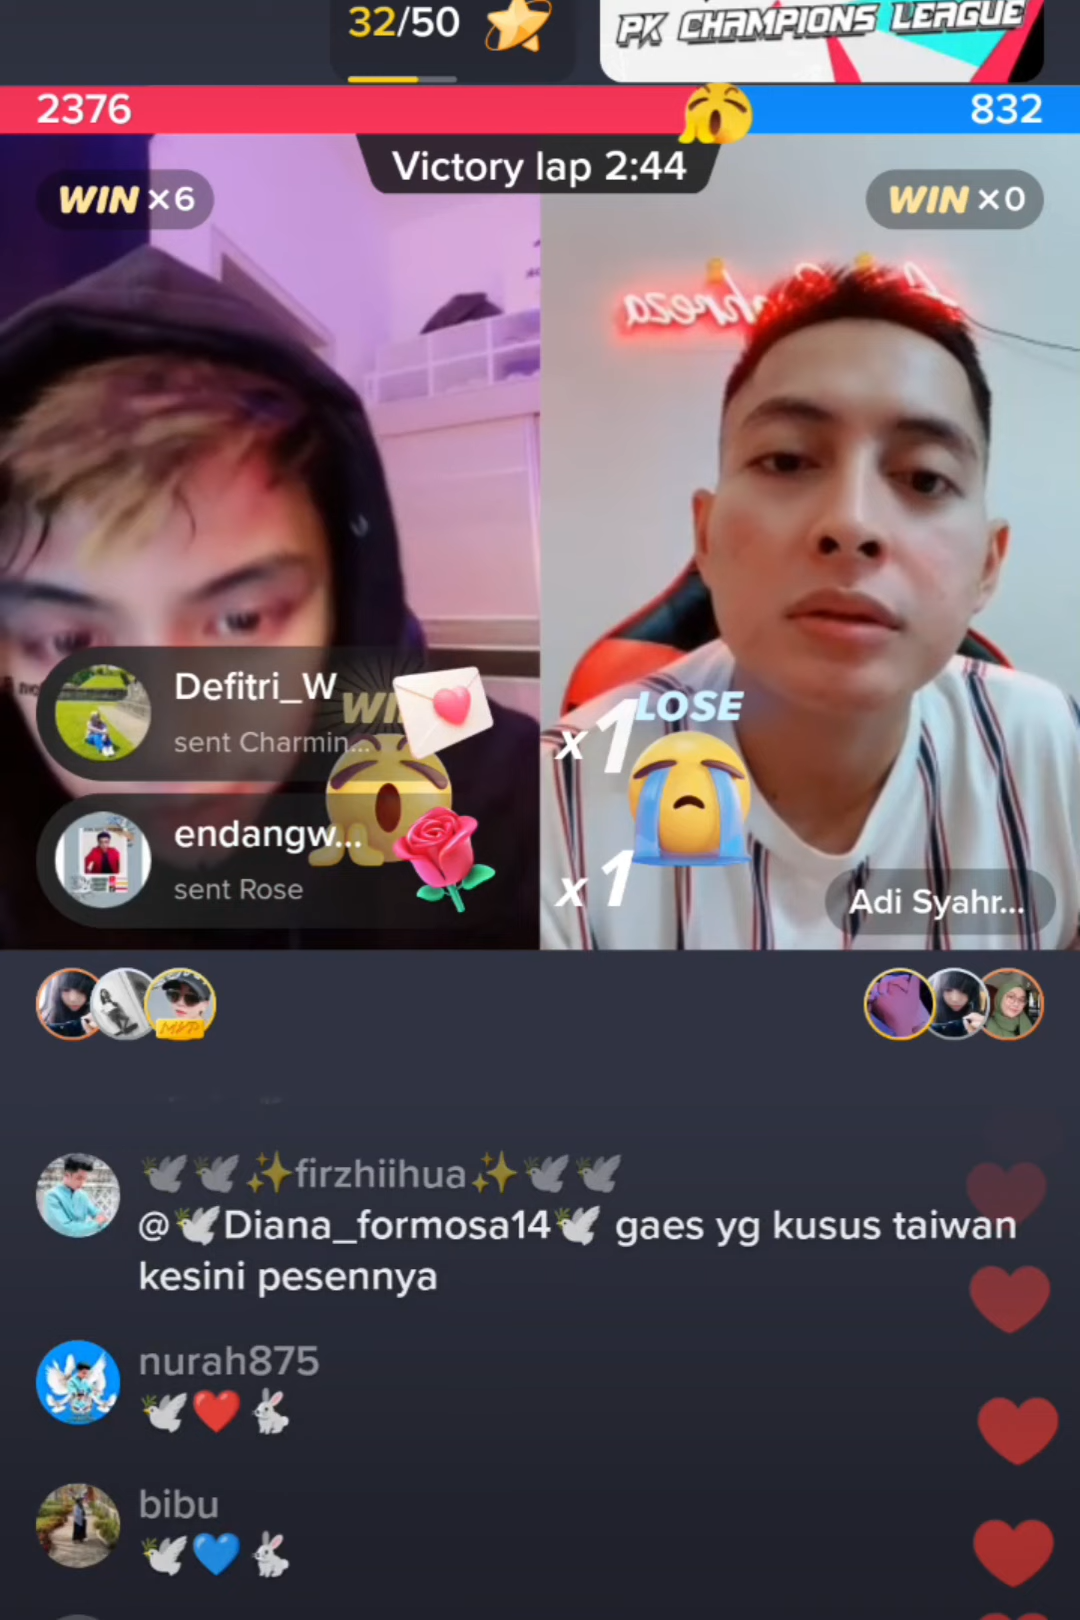 32/50
PK CHAMPIONS LEAGUE
2376
832
Victory lap 2:44
WIN ×6
WIN ×0
Defitri_W
sent Charmin...
x1
LOSE
endangw...
sent Rose
x1
Adi Syahr...
MVP
🕊️🕊️✨firzhiihua✨🕊️🕊️
@🕊️Diana_formosa14🕊️ gaes yg kusus taiwan
kesini pesennya
nurah875
🕊️❤️🐇
bibu
🕊️💙🐇